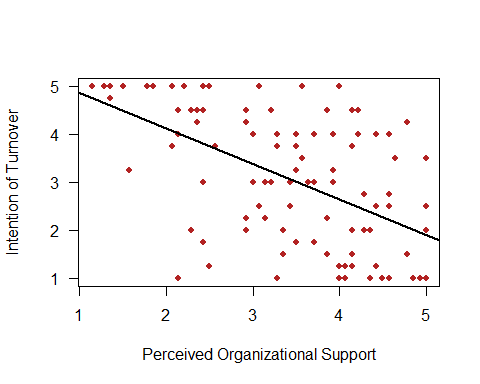 Intention of Turnover
5
4
3
2
1
1 2 3 4 5
Perceived Organizational Support